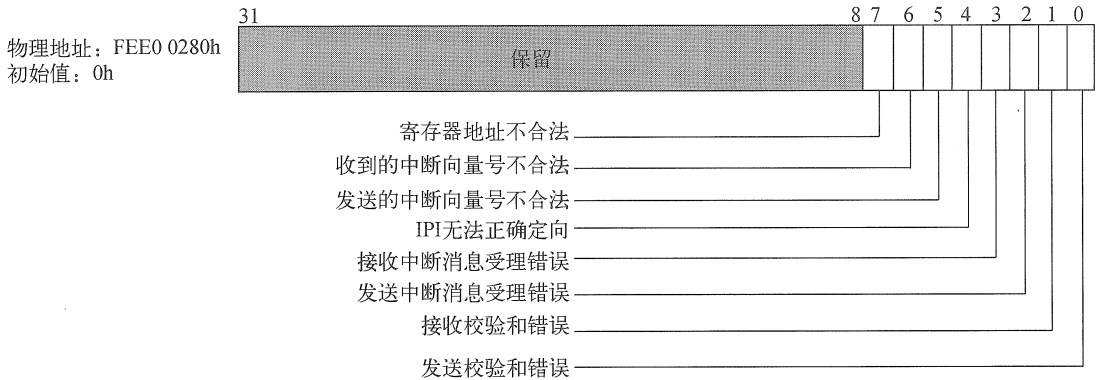 31 8 7 6 5 4 3 2 1 0
物理地址：FEE0 0280h
初始值：0h
保留
寄存器地址不合法
收到的中断向量号不合法
发送的中断向量号不合法
IPI无法正确定向
接收中断消息受理错误
发送中断消息受理错误
接收校验和错误
发送校验和错误